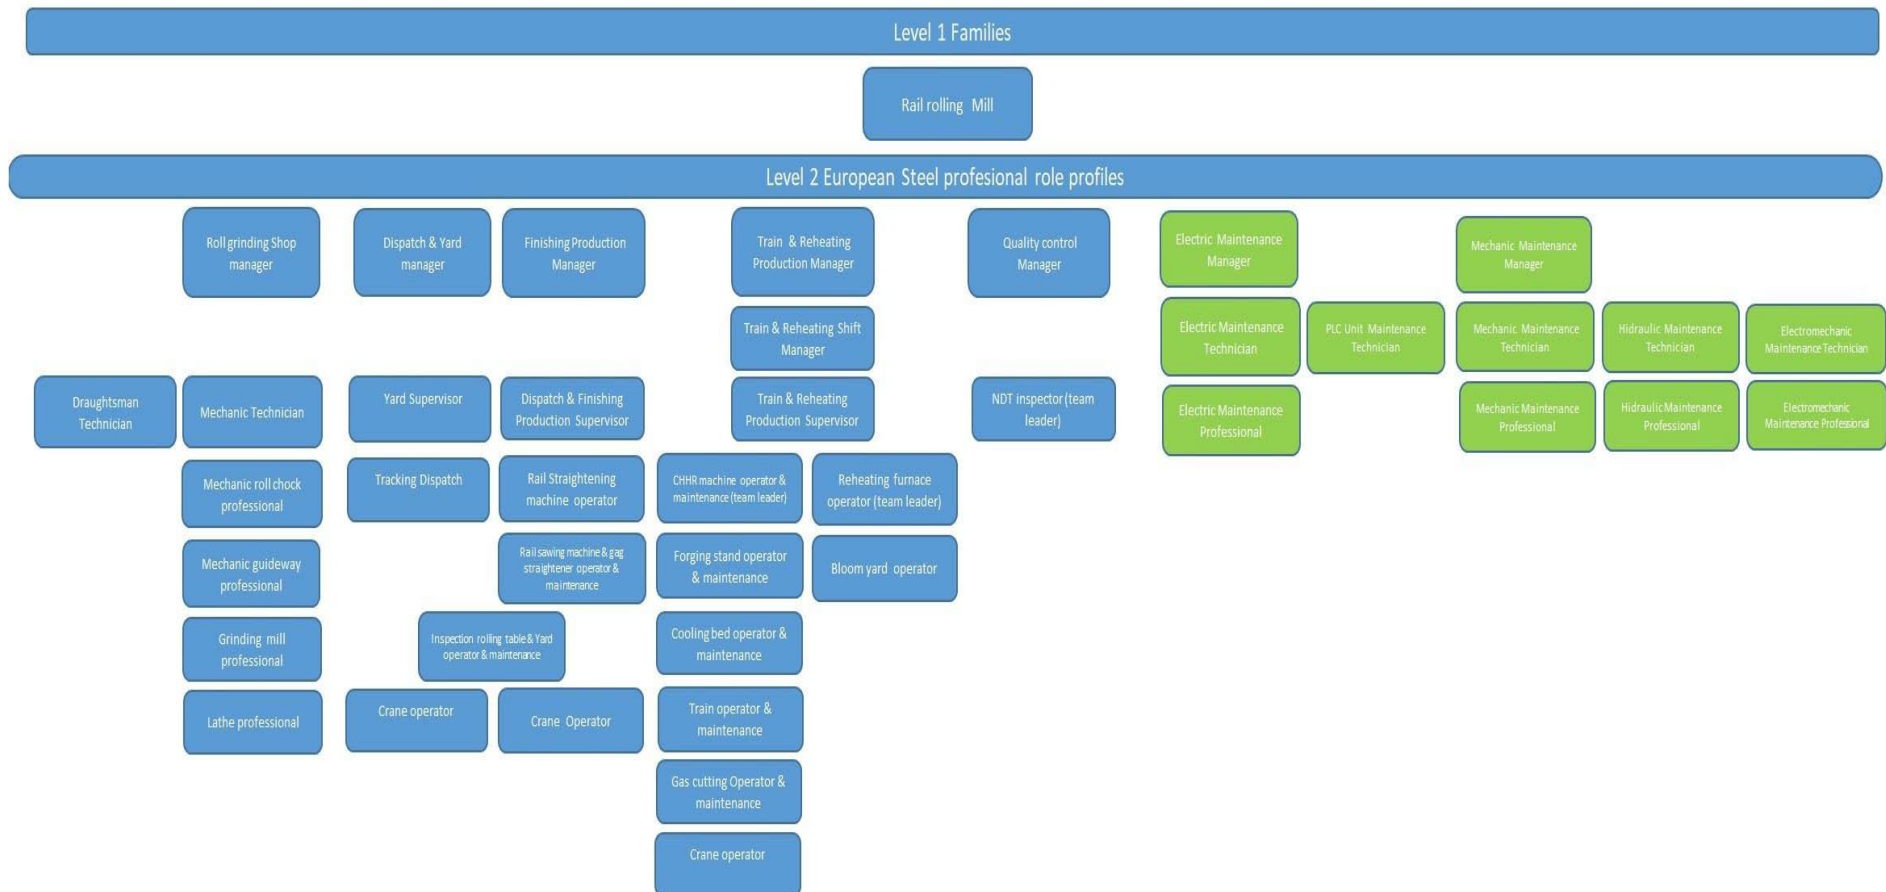 Level 1 Families
Rail rolling Mill
Level 2 European Steel profesional role profiles
Roll grinding Shop
manager
Dispatch & Yard
manager
Finishing Production
Manager
Train & Reheating
Production Manager
Quality control
Manager
Electric Maintenance
Manager
Mechanic Maintenance
Manager
Train & Reheating Shift
Manager
Electric Maintenance
Technician
PLC Unit Maintenance
Technician
Mechanic Maintenance
Technician
Hidraulic Maintenance
Technician
Electromechanic
Maintenance Technician
Draughtsman
Technician
Mechanic Technician
Yard Supervisor
Dispatch & Finishing
Production Supervisor
Train & Reheating
Production Supervisor
NDT inspector (team
leader)
Electric Maintenance
Professional
Mechanic Maintenance
Professional
Hidraulic Maintenance
Professional
Electromechanic
Maintenance Professional
Mechanic roll chock
professional
Tracking Dispatch
Rail Straightening
machine operator
CHHR machine operator &
maintenance (team leader)
Reheating furnace
operator (team leader)
Mechanic guideway
professional
Rail sawing machine & gag
straightener operator &
maintenance
Forging stand operator
& maintenance
Bloom yard operator
Grinding mill
professional
Inspection rolling table & Yard
operator & maintenance
Cooling bed operator &
maintenance
Lathe professional
Crane operator
Crane Operator
Train operator &
maintenance
Gas cutting Operator &
maintenance
Crane operator